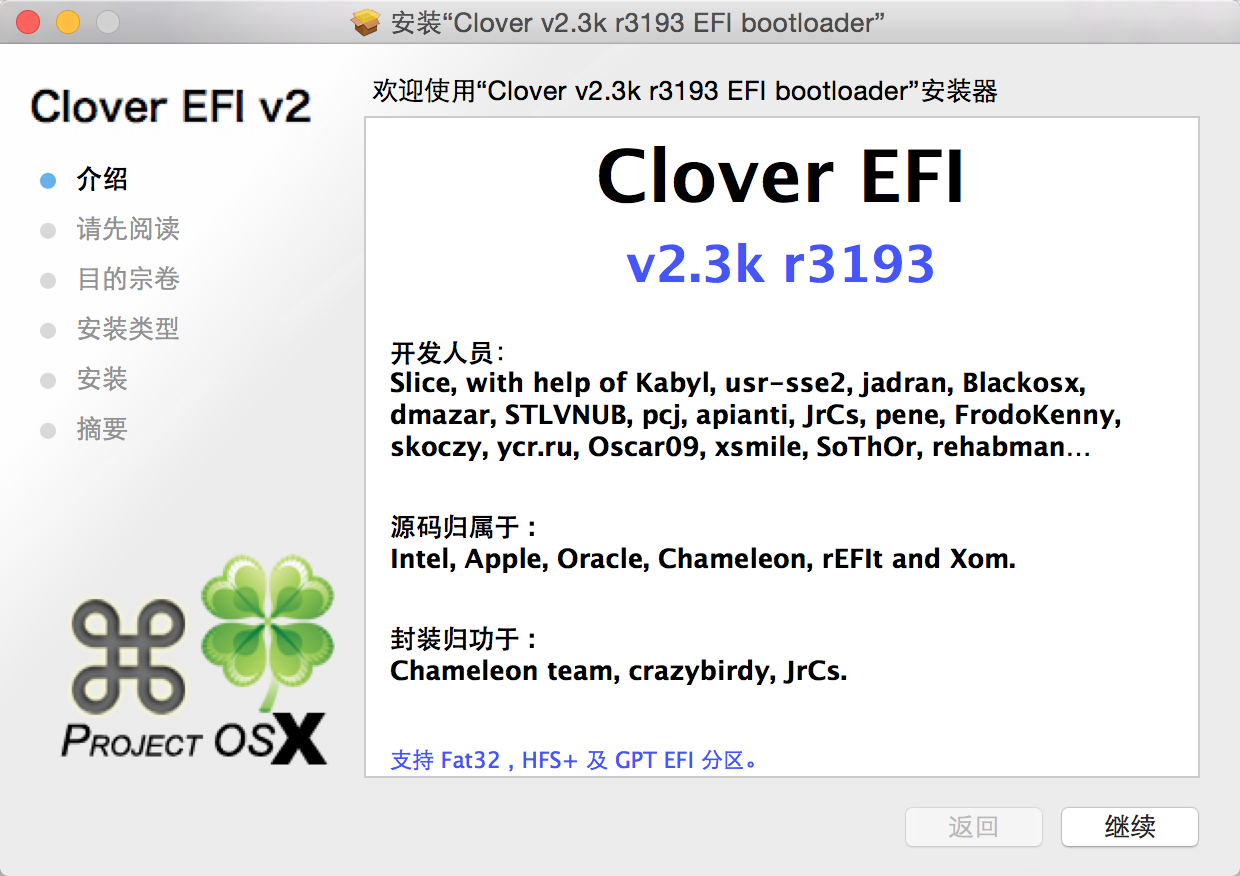 安装“Clover v2.3k r3193 EFI bootloader”
Clover EFI v2
欢迎使用“Clover v2.3k r3193 EFI bootloader”安装器
介绍
请先阅读
目的宗卷
安装类型
安装
摘要
Clover EFI
v2.3k r3193
开发人员：
Slice, with help of Kabyl, usr-sse2, jadran, Blackosx,
dmazar, STLVNUB, pcj, apianti, JrCs, pene, FrodoKenny,
skoczy, ycr.ru, Oscar09, xsmile, SoThOr, rehabman…
源码归属于：
Intel, Apple, Oracle, Chameleon, rEFIt and Xom.
封装归功于：
Chameleon team, crazybirdy, JrCs.
支持 Fat32，HFS+ 及 GPT EFI 分区。
PROJECT OSX
返回
继续